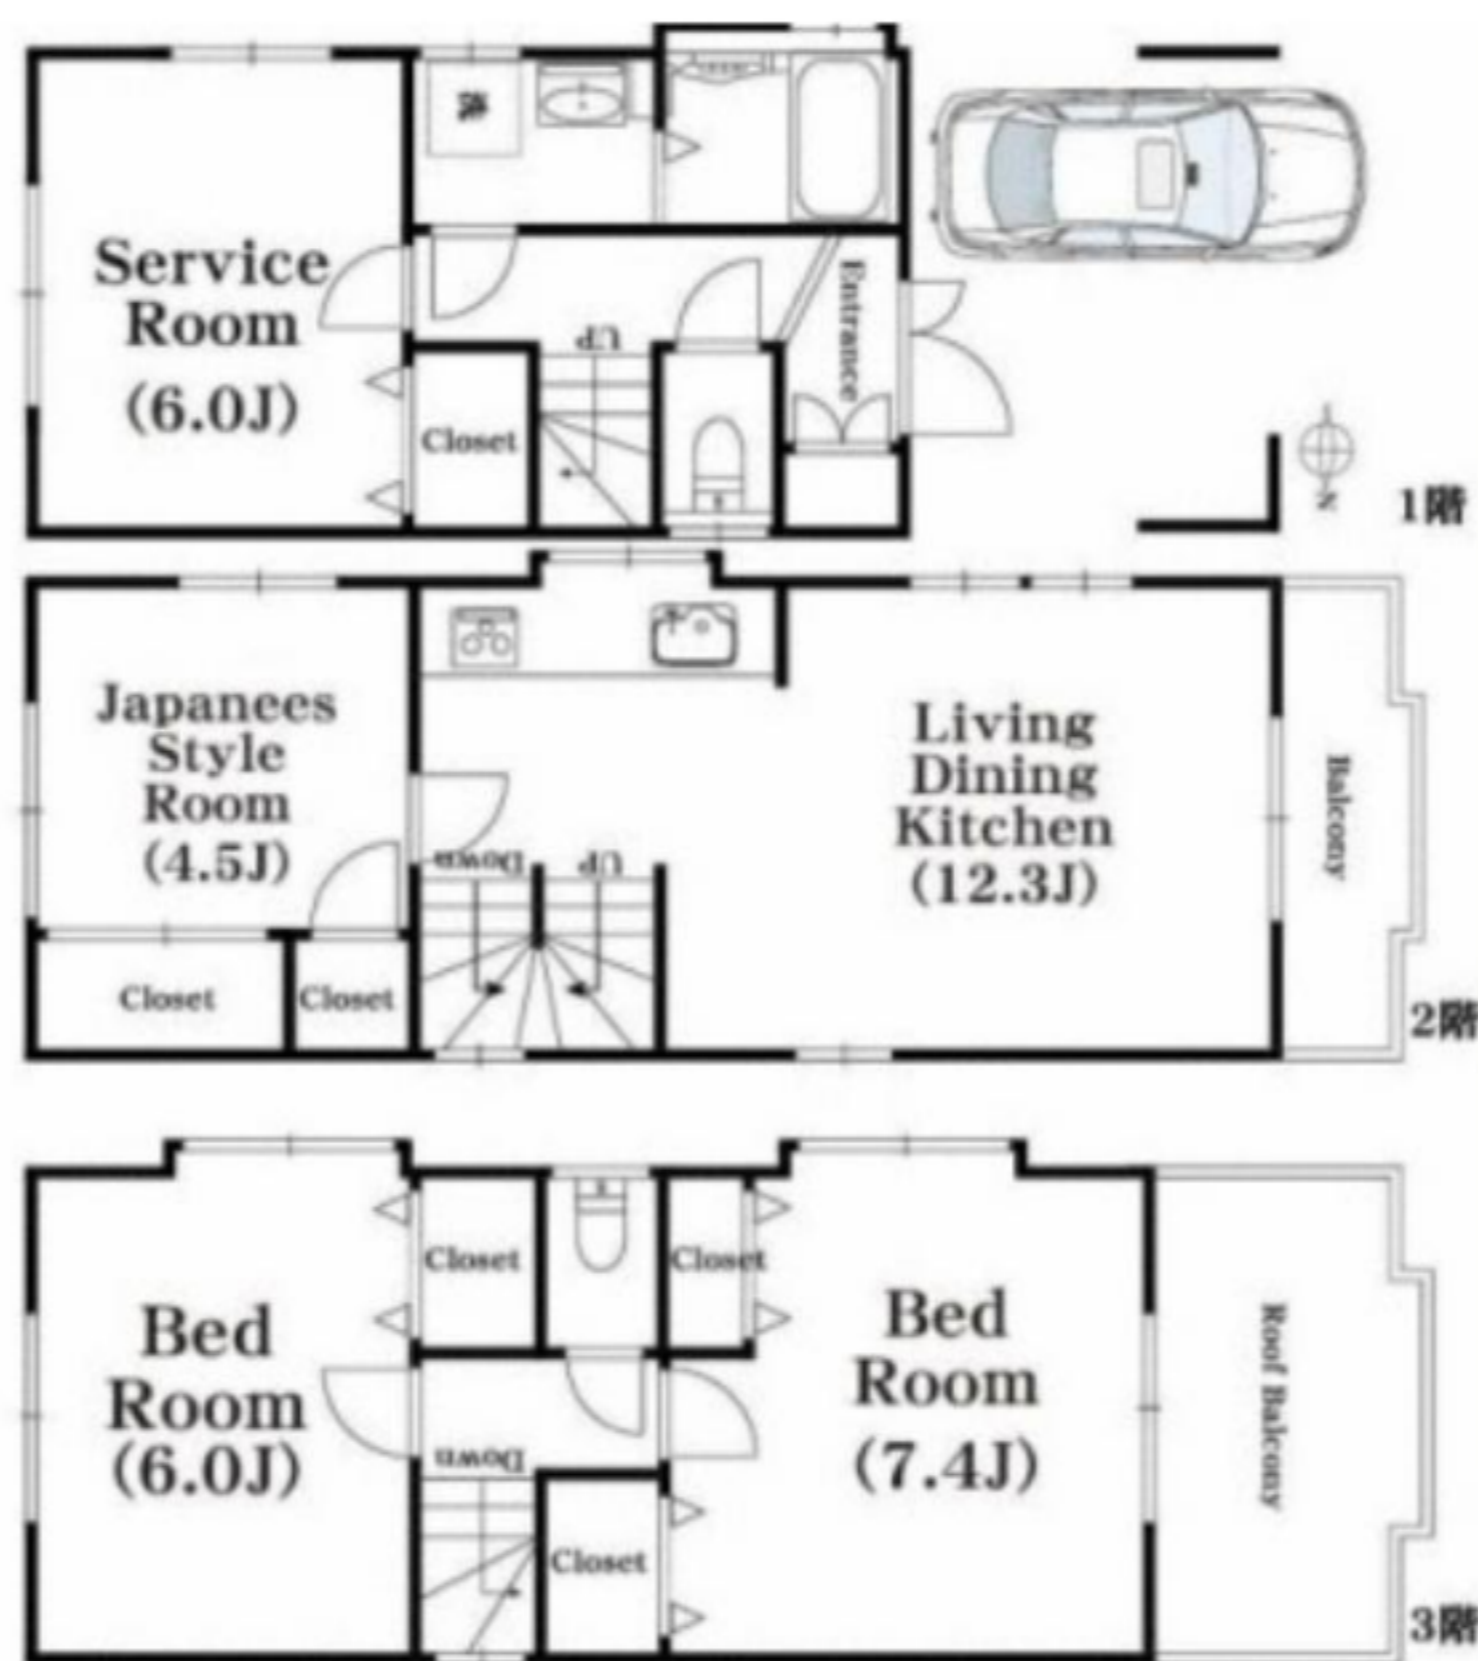 Service
Room
(6.0J)
洗
UP
Closet
Entrance
N
1階
Japanees
Style
Room
(4.5J)
Closet
Closet
Down
UP
Living
Dining
Kitchen
(12.3J)
Balcony
2階
Bed
Room
(6.0J)
Closet
Closet
Down
Closet
Bed
Room
(7.4J)
Roof Balcony
3階